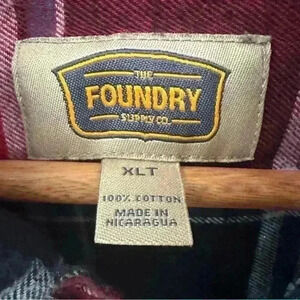 THE
FOUNDRY
SUPPLY CO.
XLT
100% COTTON
MADE IN
NICARAGUA